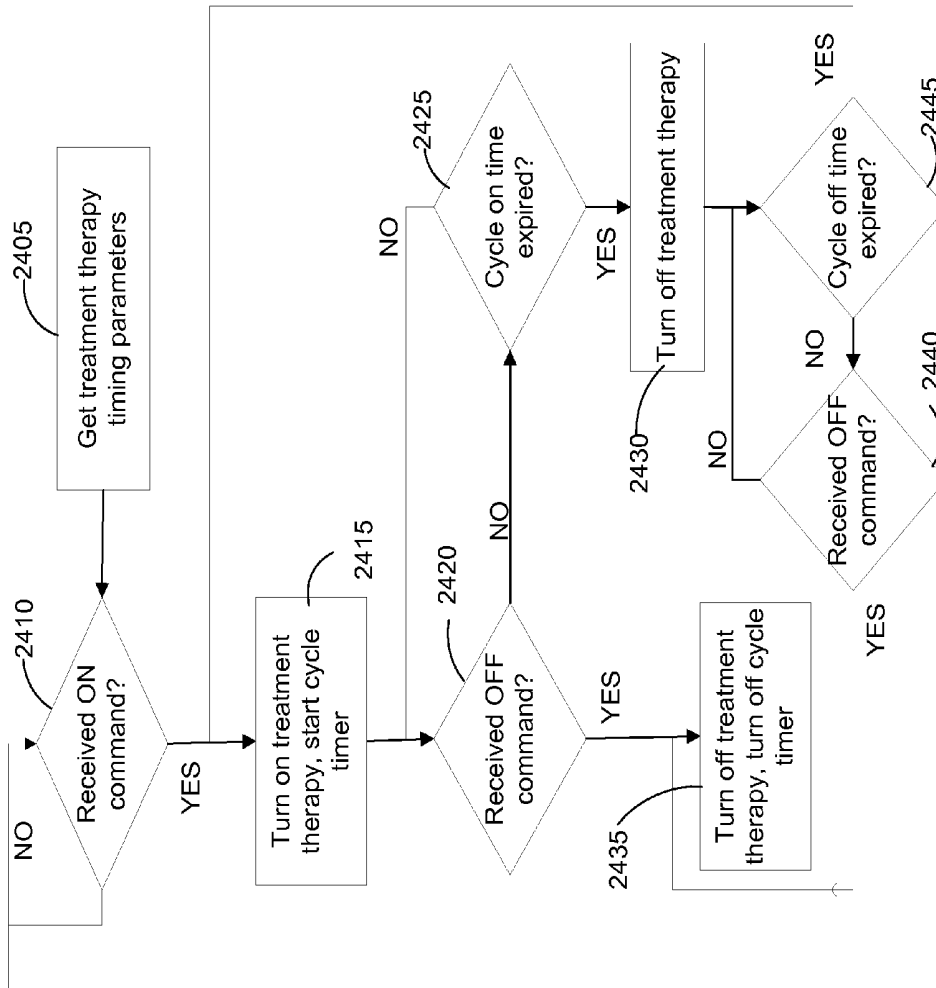 2405
Get treatment therapy
timing parameters
2410
Received ON
command?
NO
YES
2415
Turn on treatment
therapy, start cycle
timer
2420
Received OFF
command?
NO
YES
2425
Cycle on time
expired?
NO
YES
2430
Turn off treatment therapy
2435
Turn off treatment
therapy, turn off cycle
timer
2445
Cycle off time
expired?
YES
NO
2440
Received OFF
command?
NO
YES